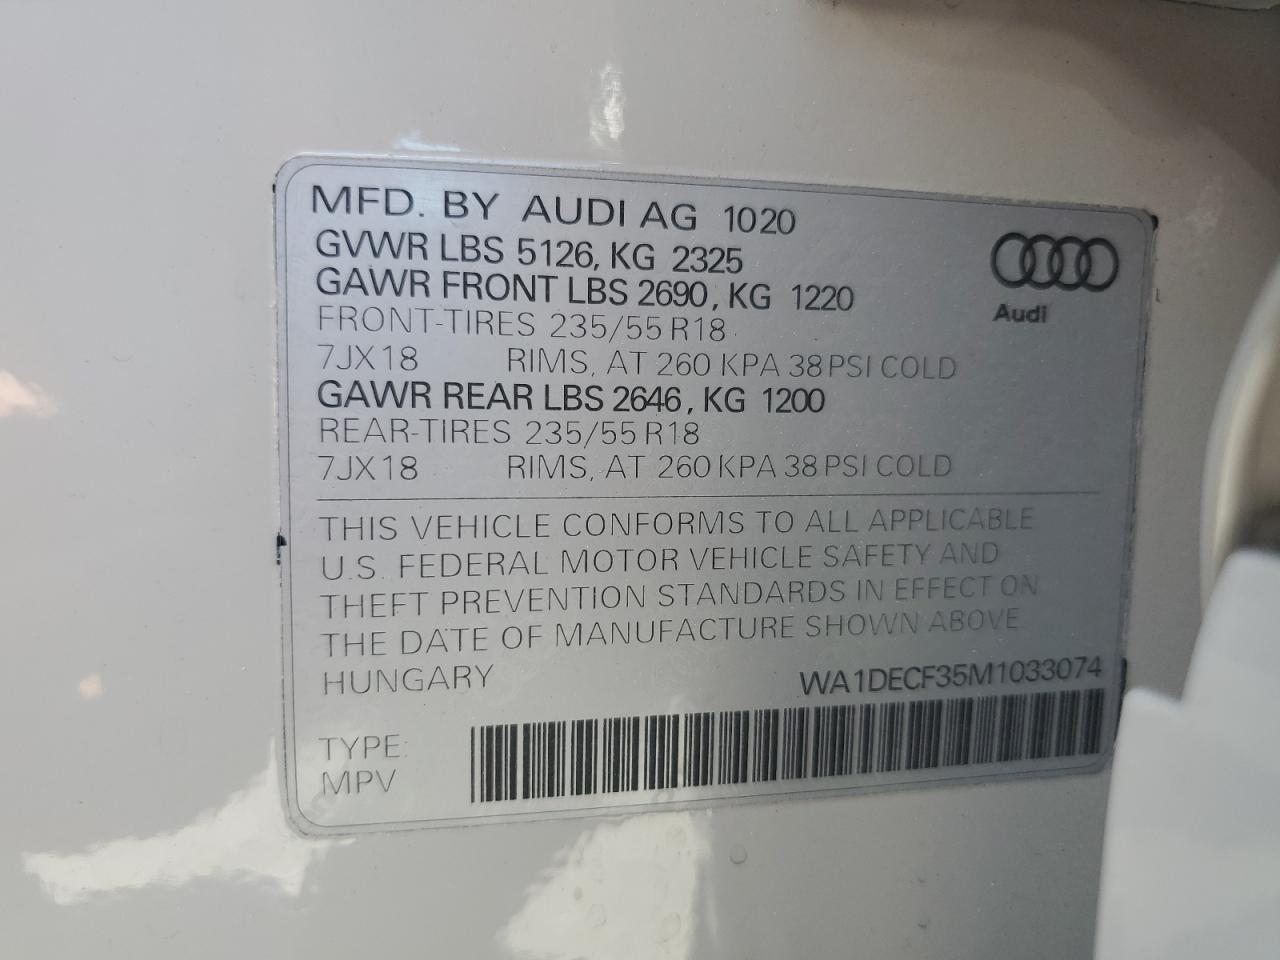 MFD. BY AUDI AG 1020
GVWR LBS 5126, KG 2325
GAWR FRONT LBS 2690, KG 1220
FRONT-TIRES 235/55 R18
7JX18 RIMS, AT 260 KPA 38 PSI COLD
GAWR REAR LBS 2646, KG 1200
REAR-TIRES 235/55 R18
7JX18 RIMS, AT 260 KPA 38 PSI COLD
Audi
THIS VEHICLE CONFORMS TO ALL APPLICABLE
U.S. FEDERAL MOTOR VEHICLE SAFETY AND
THEFT PREVENTION STANDARDS IN EFFECT ON
THE DATE OF MANUFACTURE SHOWN ABOVE
HUNGARY WA1DECF35M1033074
TYPE:
MPV